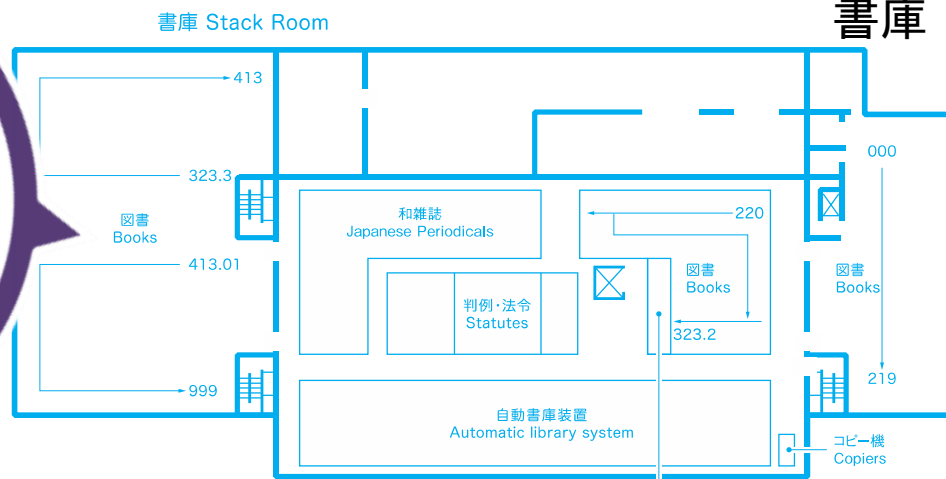 書庫 Stack Room
書庫
413
323.3
図書
Books
413.01
999
和雑誌
Japanese Periodicals
判例・法令
Statutes
220
図書
Books
323.2
000
図書
Books
219
自動書庫装置
Automatic library system
コピー機
Copiers